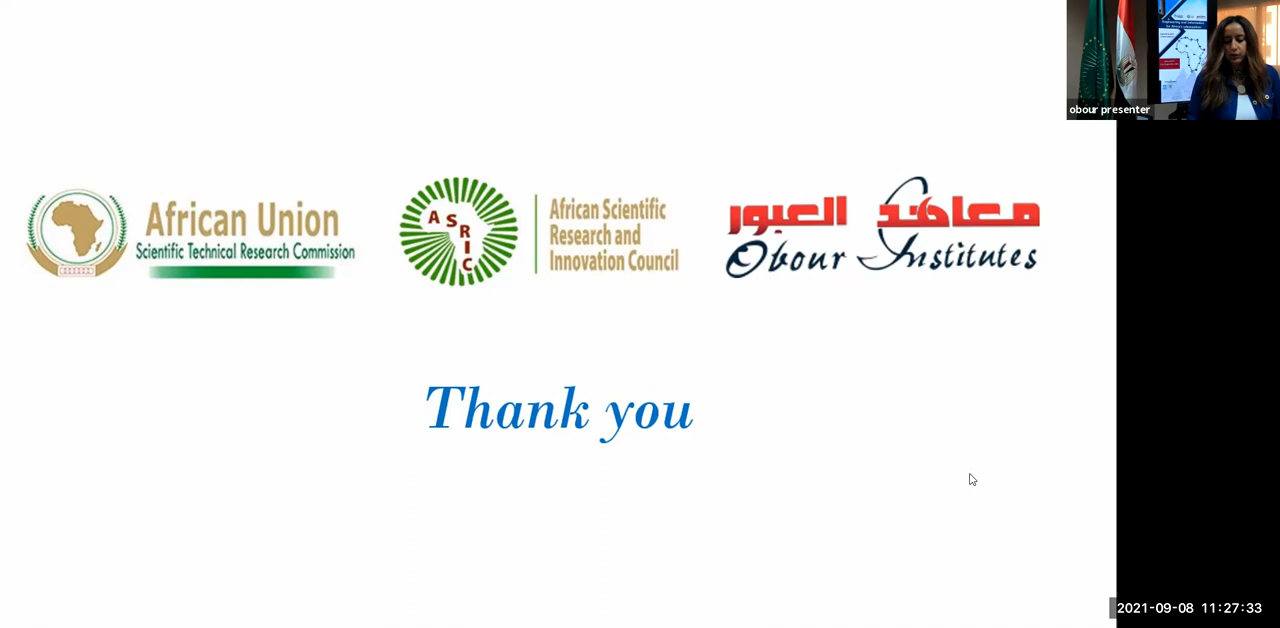 African Union
Scientific Technical Research Commission
ASRIC
African Scientific
Research and
Innovation Council
معاهد العبور
Obour Institutes
Thank you
obour presenter
2021-09-08 11:27:33